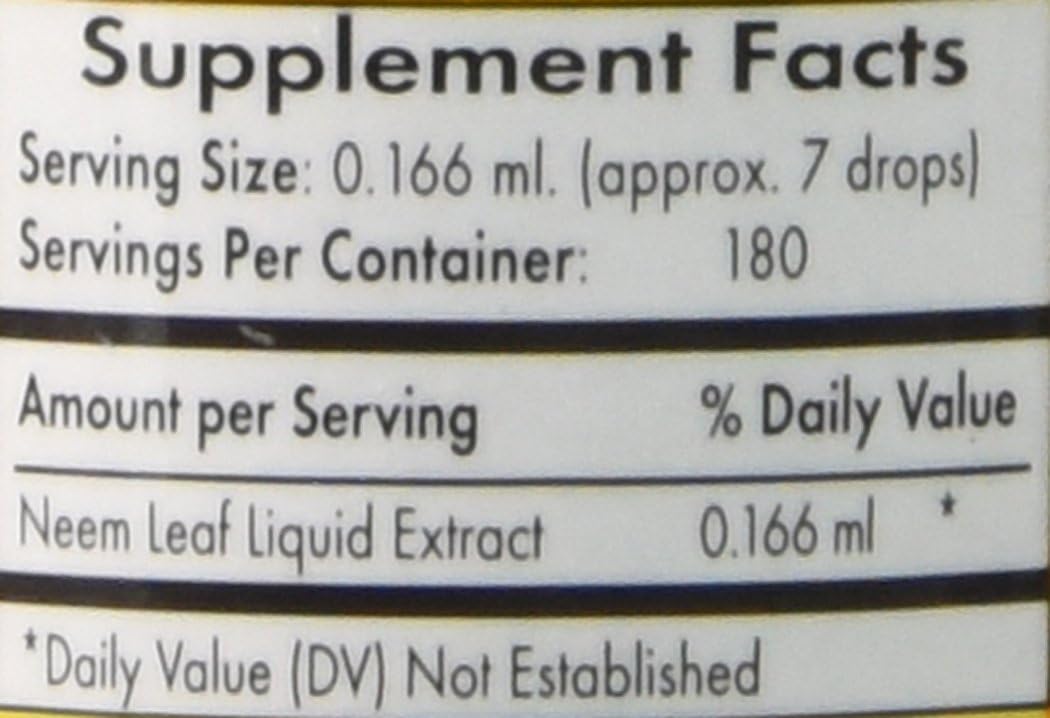 Supplement Facts
Serving Size: 0.166 ml. (approx. 7 drops)
Servings Per Container: 180
Amount per Serving % Daily Value
Neem Leaf Liquid Extract 0.166 ml *
*Daily Value (DV) Not Established